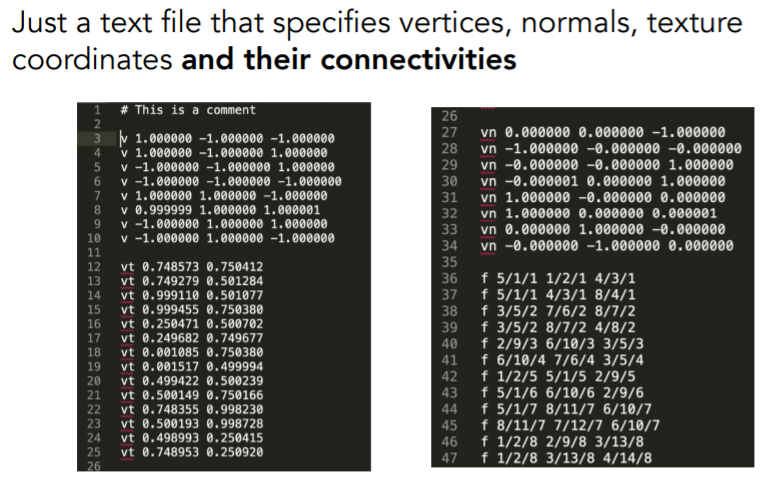 Just a text file that specifies vertices, normals, texture
coordinates and their connectivities
1 # This is a comment
2
3 v 1.000000 -1.000000 -1.000000
4 v 1.000000 -1.000000 1.000000
5 v -1.000000 -1.000000 1.000000
6 v -1.000000 -1.000000 -1.000000
7 v 1.000000 1.000000 -1.000000
8 v 0.999999 1.000000 1.000001
9 v -1.000000 1.000000 1.000000
10 v -1.000000 1.000000 -1.000000
11
12 vt 0.748573 0.750412
13 vt 0.749279 0.501284
14 vt 0.999110 0.501077
15 vt 0.999455 0.750380
16 vt 0.250471 0.500702
17 vt 0.249682 0.749677
18 vt 0.001085 0.750380
19 vt 0.001517 0.499994
20 vt 0.499422 0.500239
21 vt 0.500149 0.750166
22 vt 0.748355 0.998230
23 vt 0.500193 0.998728
24 vt 0.498993 0.250415
25 vt 0.748953 0.250920
26
26
27 vn 0.000000 0.000000 -1.000000
28 vn -1.000000 -0.000000 -0.000000
29 vn -0.000000 -0.000000 1.000000
30 vn -0.000001 0.000000 1.000000
31 vn 1.000000 -0.000000 0.000000
32 vn 1.000000 0.000000 0.000001
33 vn 0.000000 1.000000 -0.000000
34 vn -0.000000 -1.000000 0.000000
35
36 f 5/1/1 1/2/1 4/3/1
37 f 5/1/1 4/3/1 8/4/1
38 f 3/5/2 7/6/2 8/7/2
39 f 3/5/2 8/7/2 4/8/2
40 f 2/9/3 6/10/3 3/5/3
41 f 6/10/4 7/6/4 3/5/4
42 f 1/2/5 5/1/5 2/9/5
43 f 5/1/6 6/10/6 2/9/6
44 f 5/1/7 8/11/7 6/10/7
45 f 8/11/7 7/12/7 6/10/7
46 f 1/2/8 2/9/8 3/13/8
47 f 1/2/8 3/13/8 4/14/8